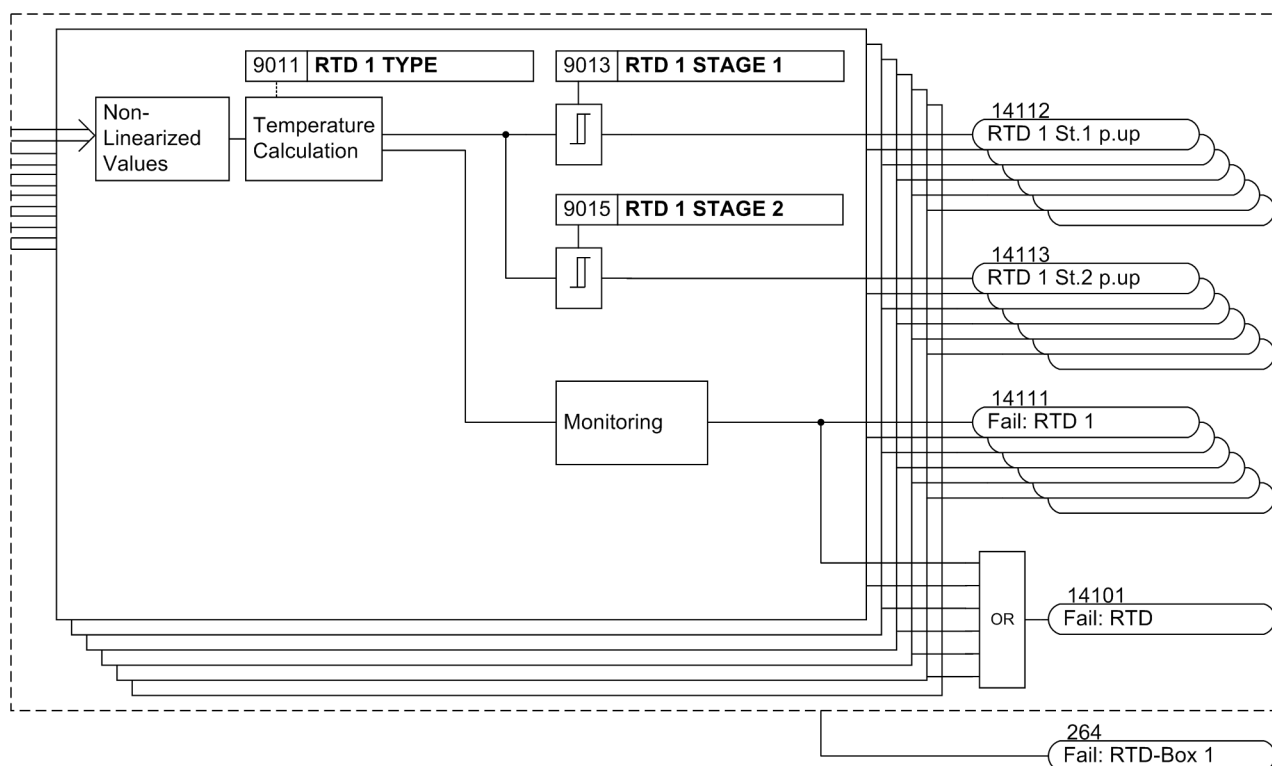 9011 RTD 1 TYPE
9013 RTD 1 STAGE 1
Non-
Linearized
Values
Temperature
Calculation
14112
RTD 1 St.1 p.up
9015 RTD 1 STAGE 2
14113
RTD 1 St.2 p.up
Monitoring
14111
Fail: RTD 1
OR
14101
Fail: RTD
264
Fail: RTD-Box 1